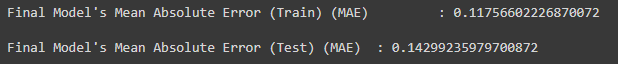 Final Model's Mean Absolute Error (Train) (MAE)         : 0.11756602226870072
Final Model's Mean Absolute Error (Test) (MAE)  : 0.14299235979700872